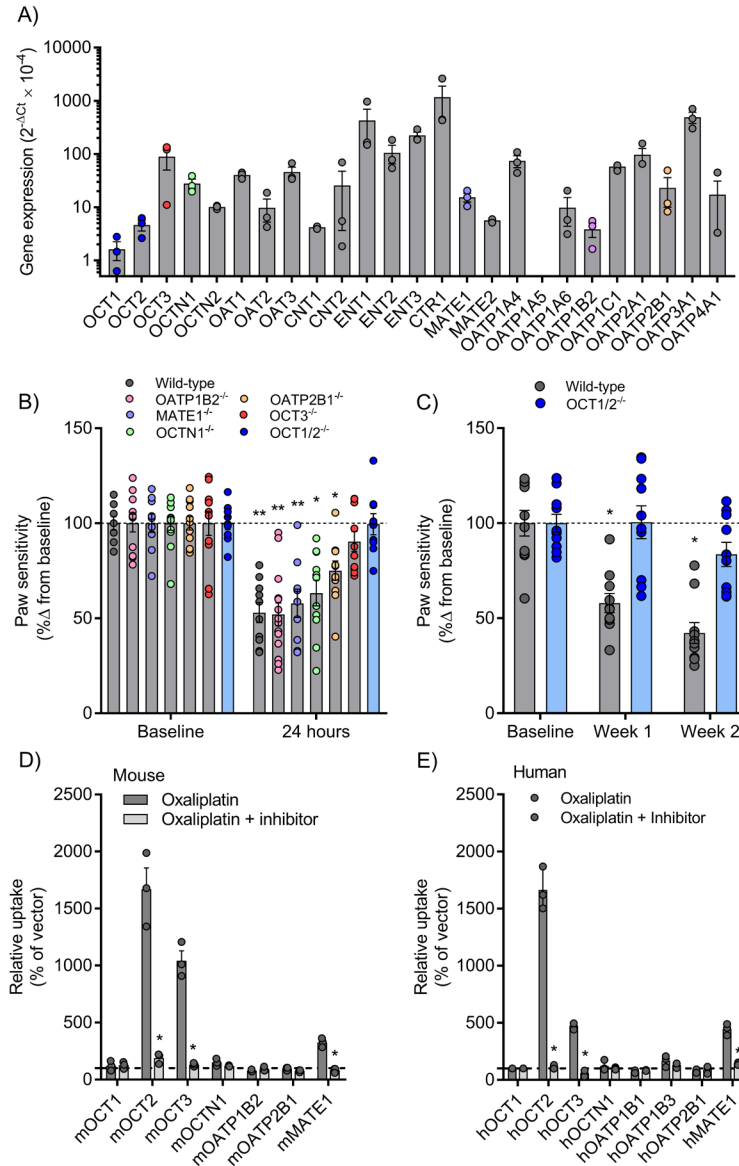 A)
Gene expression (2-ΔCt × 10-4)
10000
1000
100
10
1
OCT1
OCT2
OCT3
OCTN1
OCTN2
OAT1
OAT2
OAT3
CNT1
CNT2
ENT1
ENT2
ENT3
CTR1
MATE1
MATE2
OATP1A4
OATP1A5
OATP1A6
OATP1B2
OATP1C1
OATP2A1
OATP2B1
OATP3A1
OATP4A1
B)
Wild-type
OATP1B2-/-
MATE1-/-
OCTN1-/-
OATP2B1-/-
OCT3-/-
OCT1/2-/-
Paw sensitivity
(%Δ from baseline)
150
100
50
0
** ** ** * *
Baseline
24 hours
C)
Wild-type
OCT1/2-/-
Paw sensitivity
(%Δ from baseline)
150
100
50
0
* *
Baseline
Week 1
Week 2
D)
Mouse
Oxaliplatin
Oxaliplatin + inhibitor
Relative uptake
(% of vector)
2500
2000
1500
1000
500
0
* * *
mOCT1
mOCT2
mOCT3
mOCTN1
mOATP1B2
mOATP2B1
mMATE1
E)
Human
Oxaliplatin
Oxaliplatin + Inhibitor
Relative uptake
(% of vector)
2500
2000
1500
1000
500
0
* * *
hOCT1
hOCT2
hOCT3
hOCTN1
hOATP1B1
hOATP1B3
hOATP2B1
hMATE1